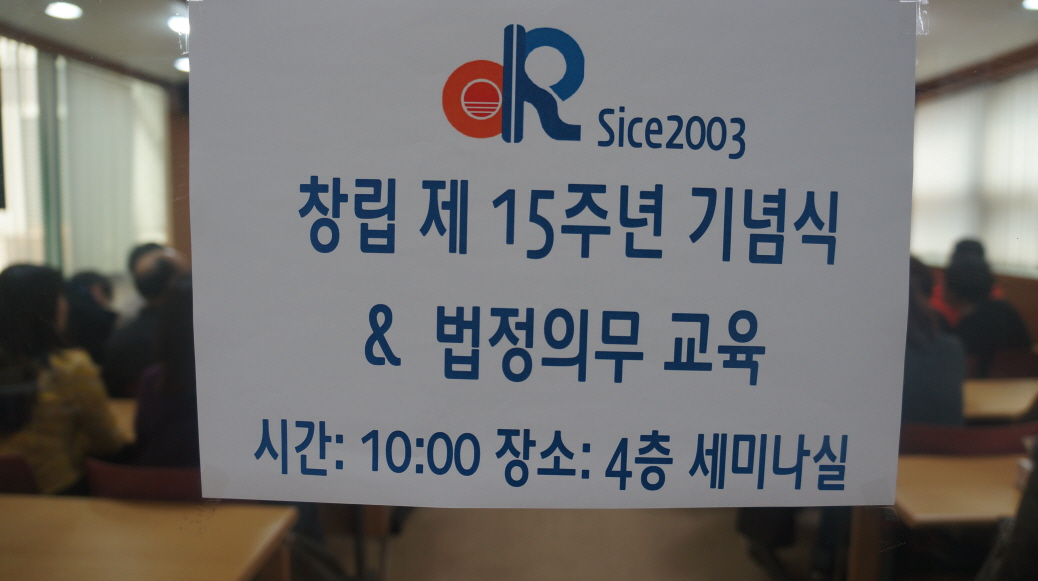 dR Sice2003
창립 제 15주년 기념식
& 법정의무 교육
시간: 10:00 장소: 4층 세미나실